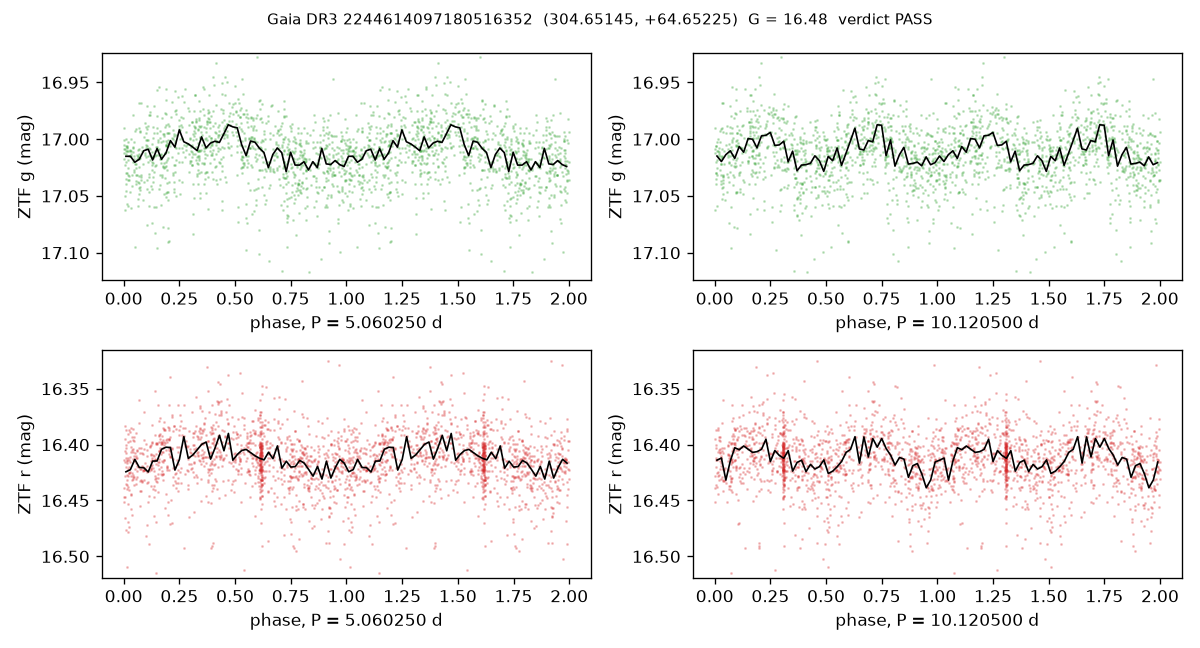 Gaia DR3 2244614097180516352  (304.65145, +64.65225)  G = 16.48  verdict PASS
ZTF g (mag)
16.95
17.00
17.05
17.10
0.00 0.25 0.50 0.75 1.00 1.25 1.50 1.75 2.00
phase, P = 5.060250 d
ZTF g (mag)
16.95
17.00
17.05
17.10
0.00 0.25 0.50 0.75 1.00 1.25 1.50 1.75 2.00
phase, P = 10.120500 d
ZTF r (mag)
16.35
16.40
16.45
16.50
0.00 0.25 0.50 0.75 1.00 1.25 1.50 1.75 2.00
phase, P = 5.060250 d
ZTF r (mag)
16.35
16.40
16.45
16.50
0.00 0.25 0.50 0.75 1.00 1.25 1.50 1.75 2.00
phase, P = 10.120500 d